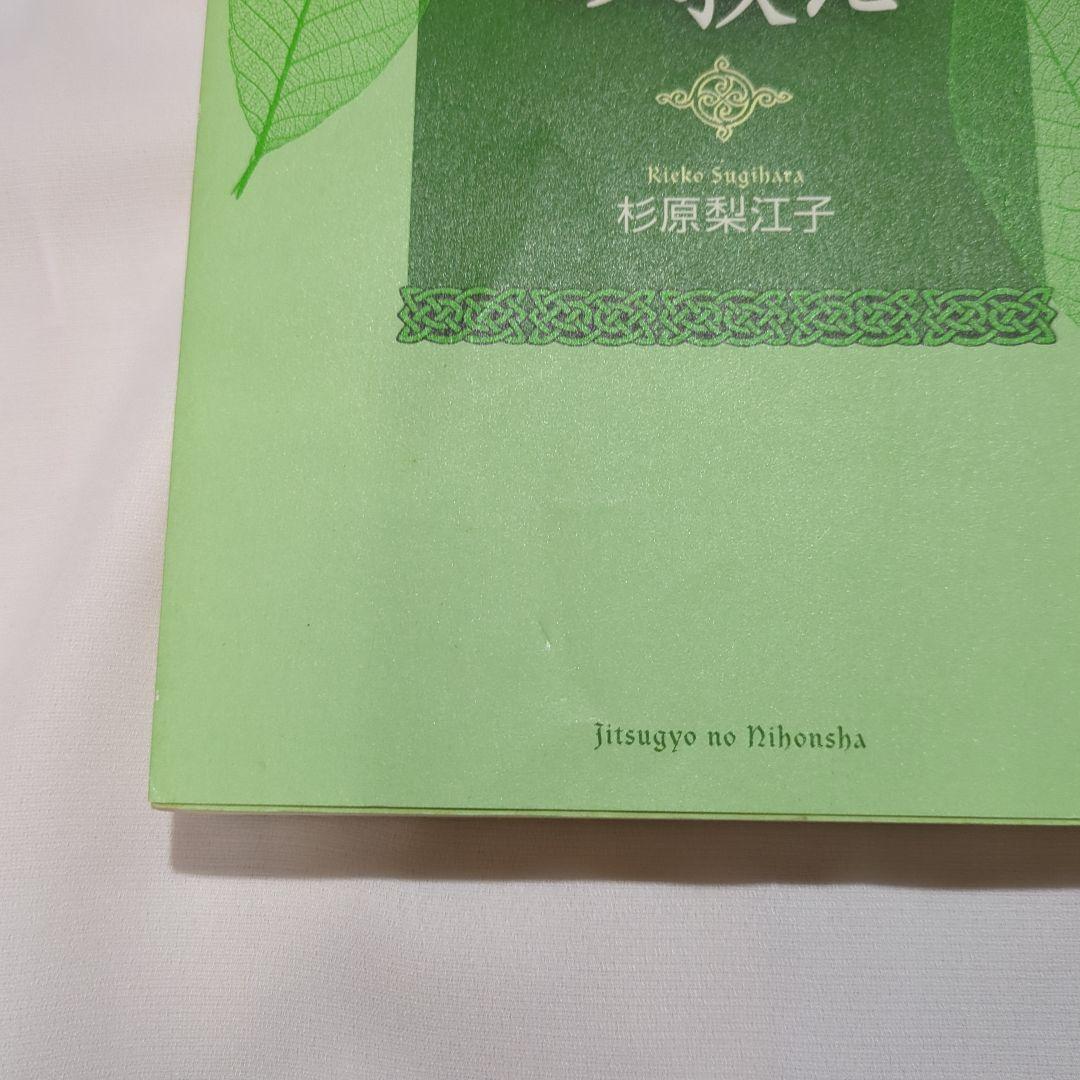 Rieko Sugihara
杉原梨江子
Jitsugyo no Nihonsha